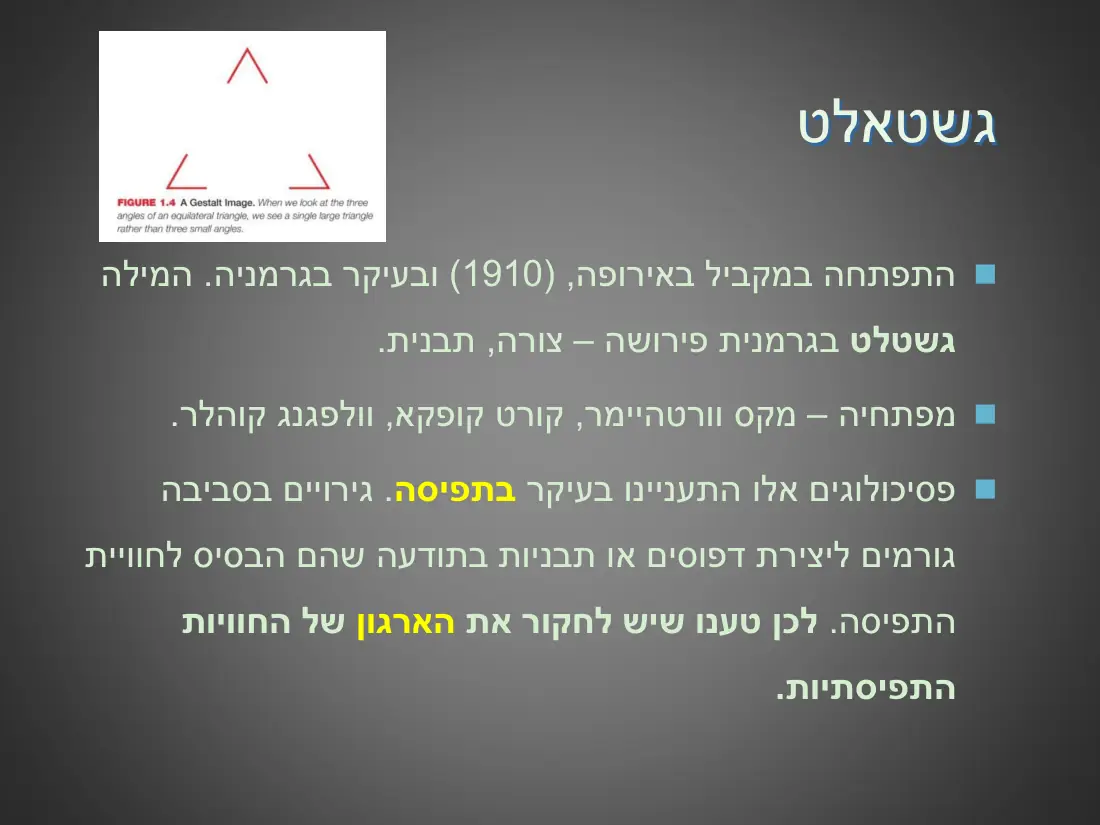 FIGURE 1.4 A Gestalt Image. When we look at the three
angles of an equilateral triangle, we see a single large triangle
rather than three small angles.
גשטאלט
התפתחה במקביל באירופה, (1910) ובעיקר בגרמניה. המילה
גשטלט בגרמנית פירושה – צורה, תבנית.
מפתחיה – מקס וורטהיימר, קורט קופקא, וולפגנג קוהלר.
פסיכולוגים אלו התעניינו בעיקר בתפיסה. גירויים בסביבה
גורמים ליצירת דפוסים או תבניות בתודעה שהם הבסיס לחוויית
התפיסה. לכן טענו שיש לחקור את הארגון של החוויות
התפיסתיות.